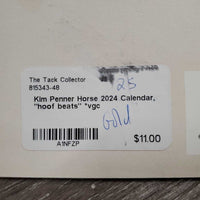 The Tack Collector
25
815343-48
Kim Penner Horse 2024 Calendar,
"hoof beats" *vgc
Gold
A1NFZP
$11.00